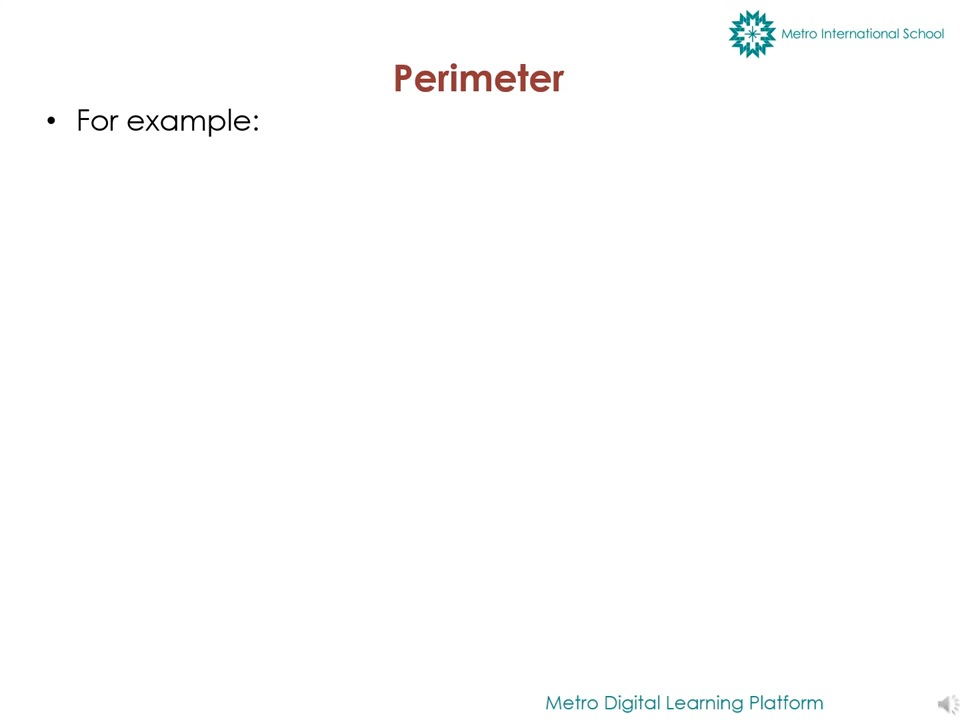 Metro International School
Perimeter
• For example:
Metro Digital Learning Platform